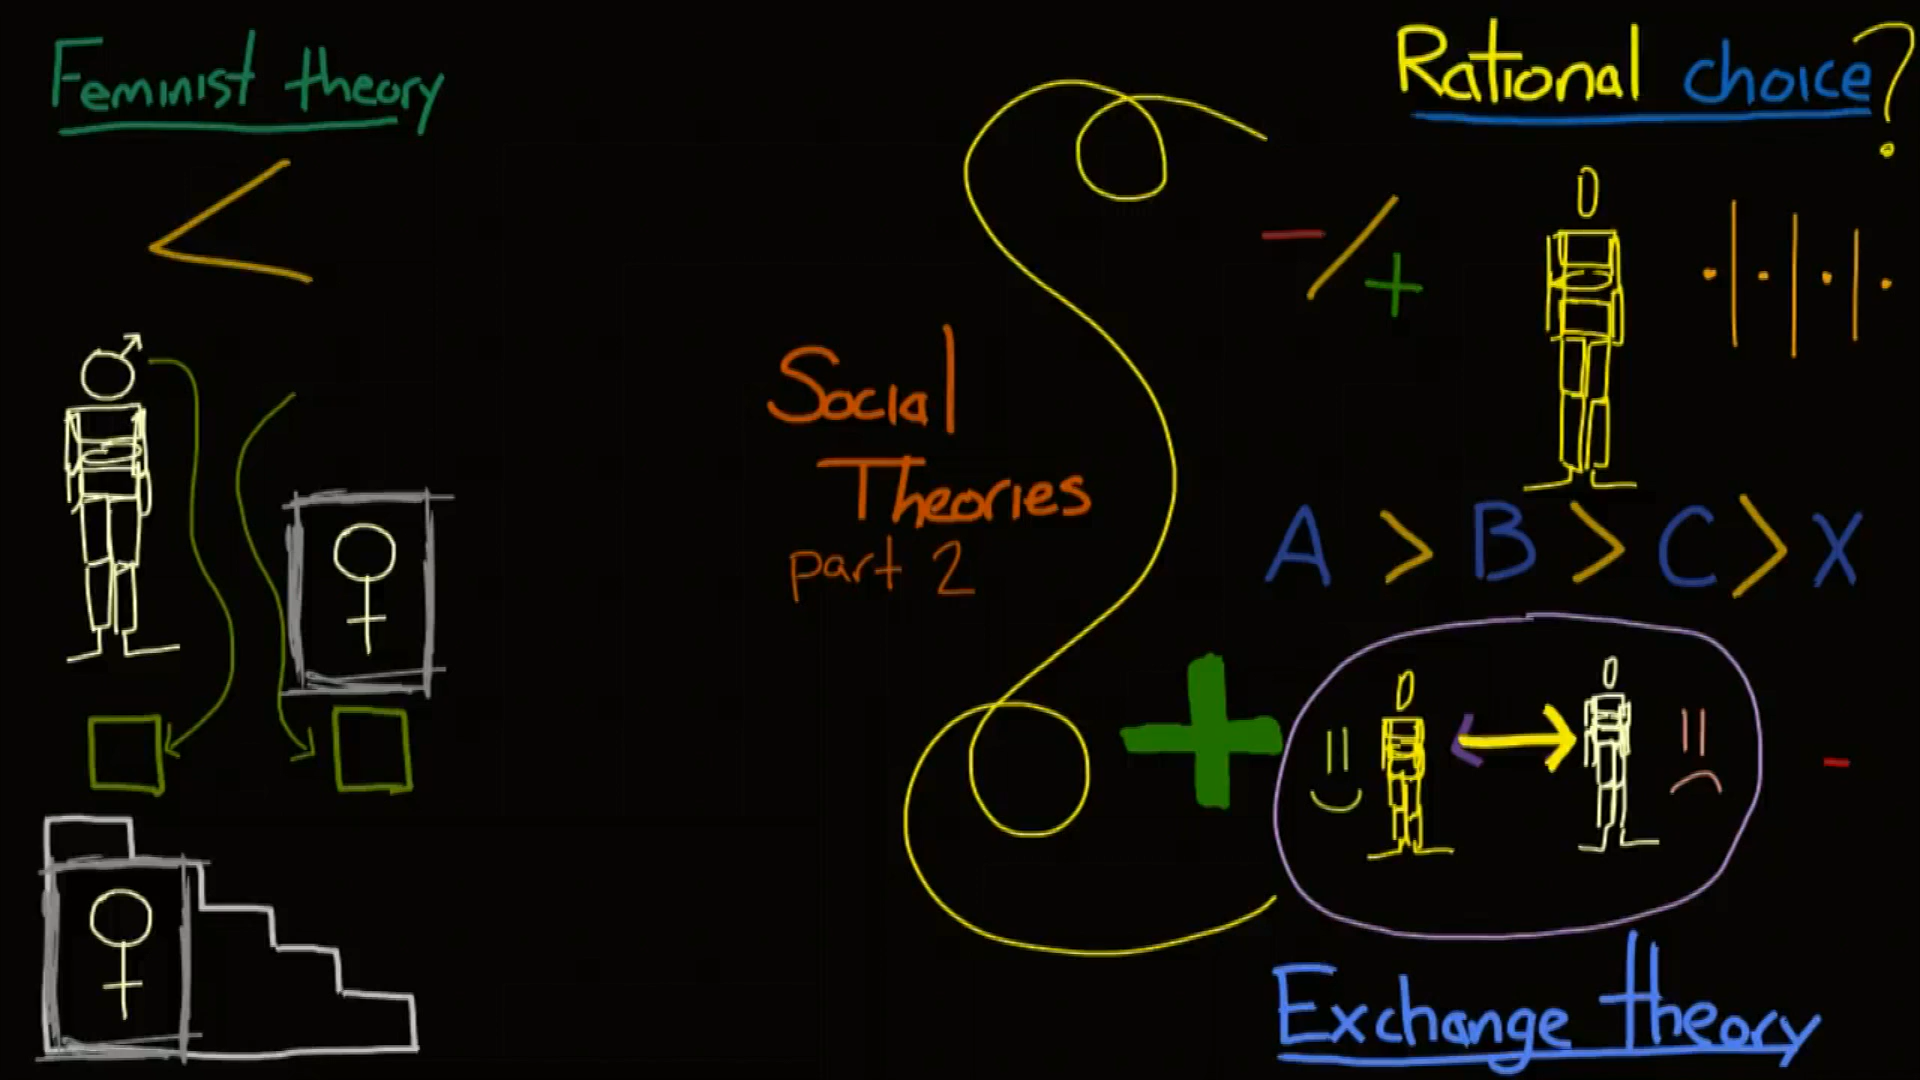 Feminist theory
<
Social
Theories
part 2
Rational choice?
- / +
A > B > C > X
+
-
Exchange theory